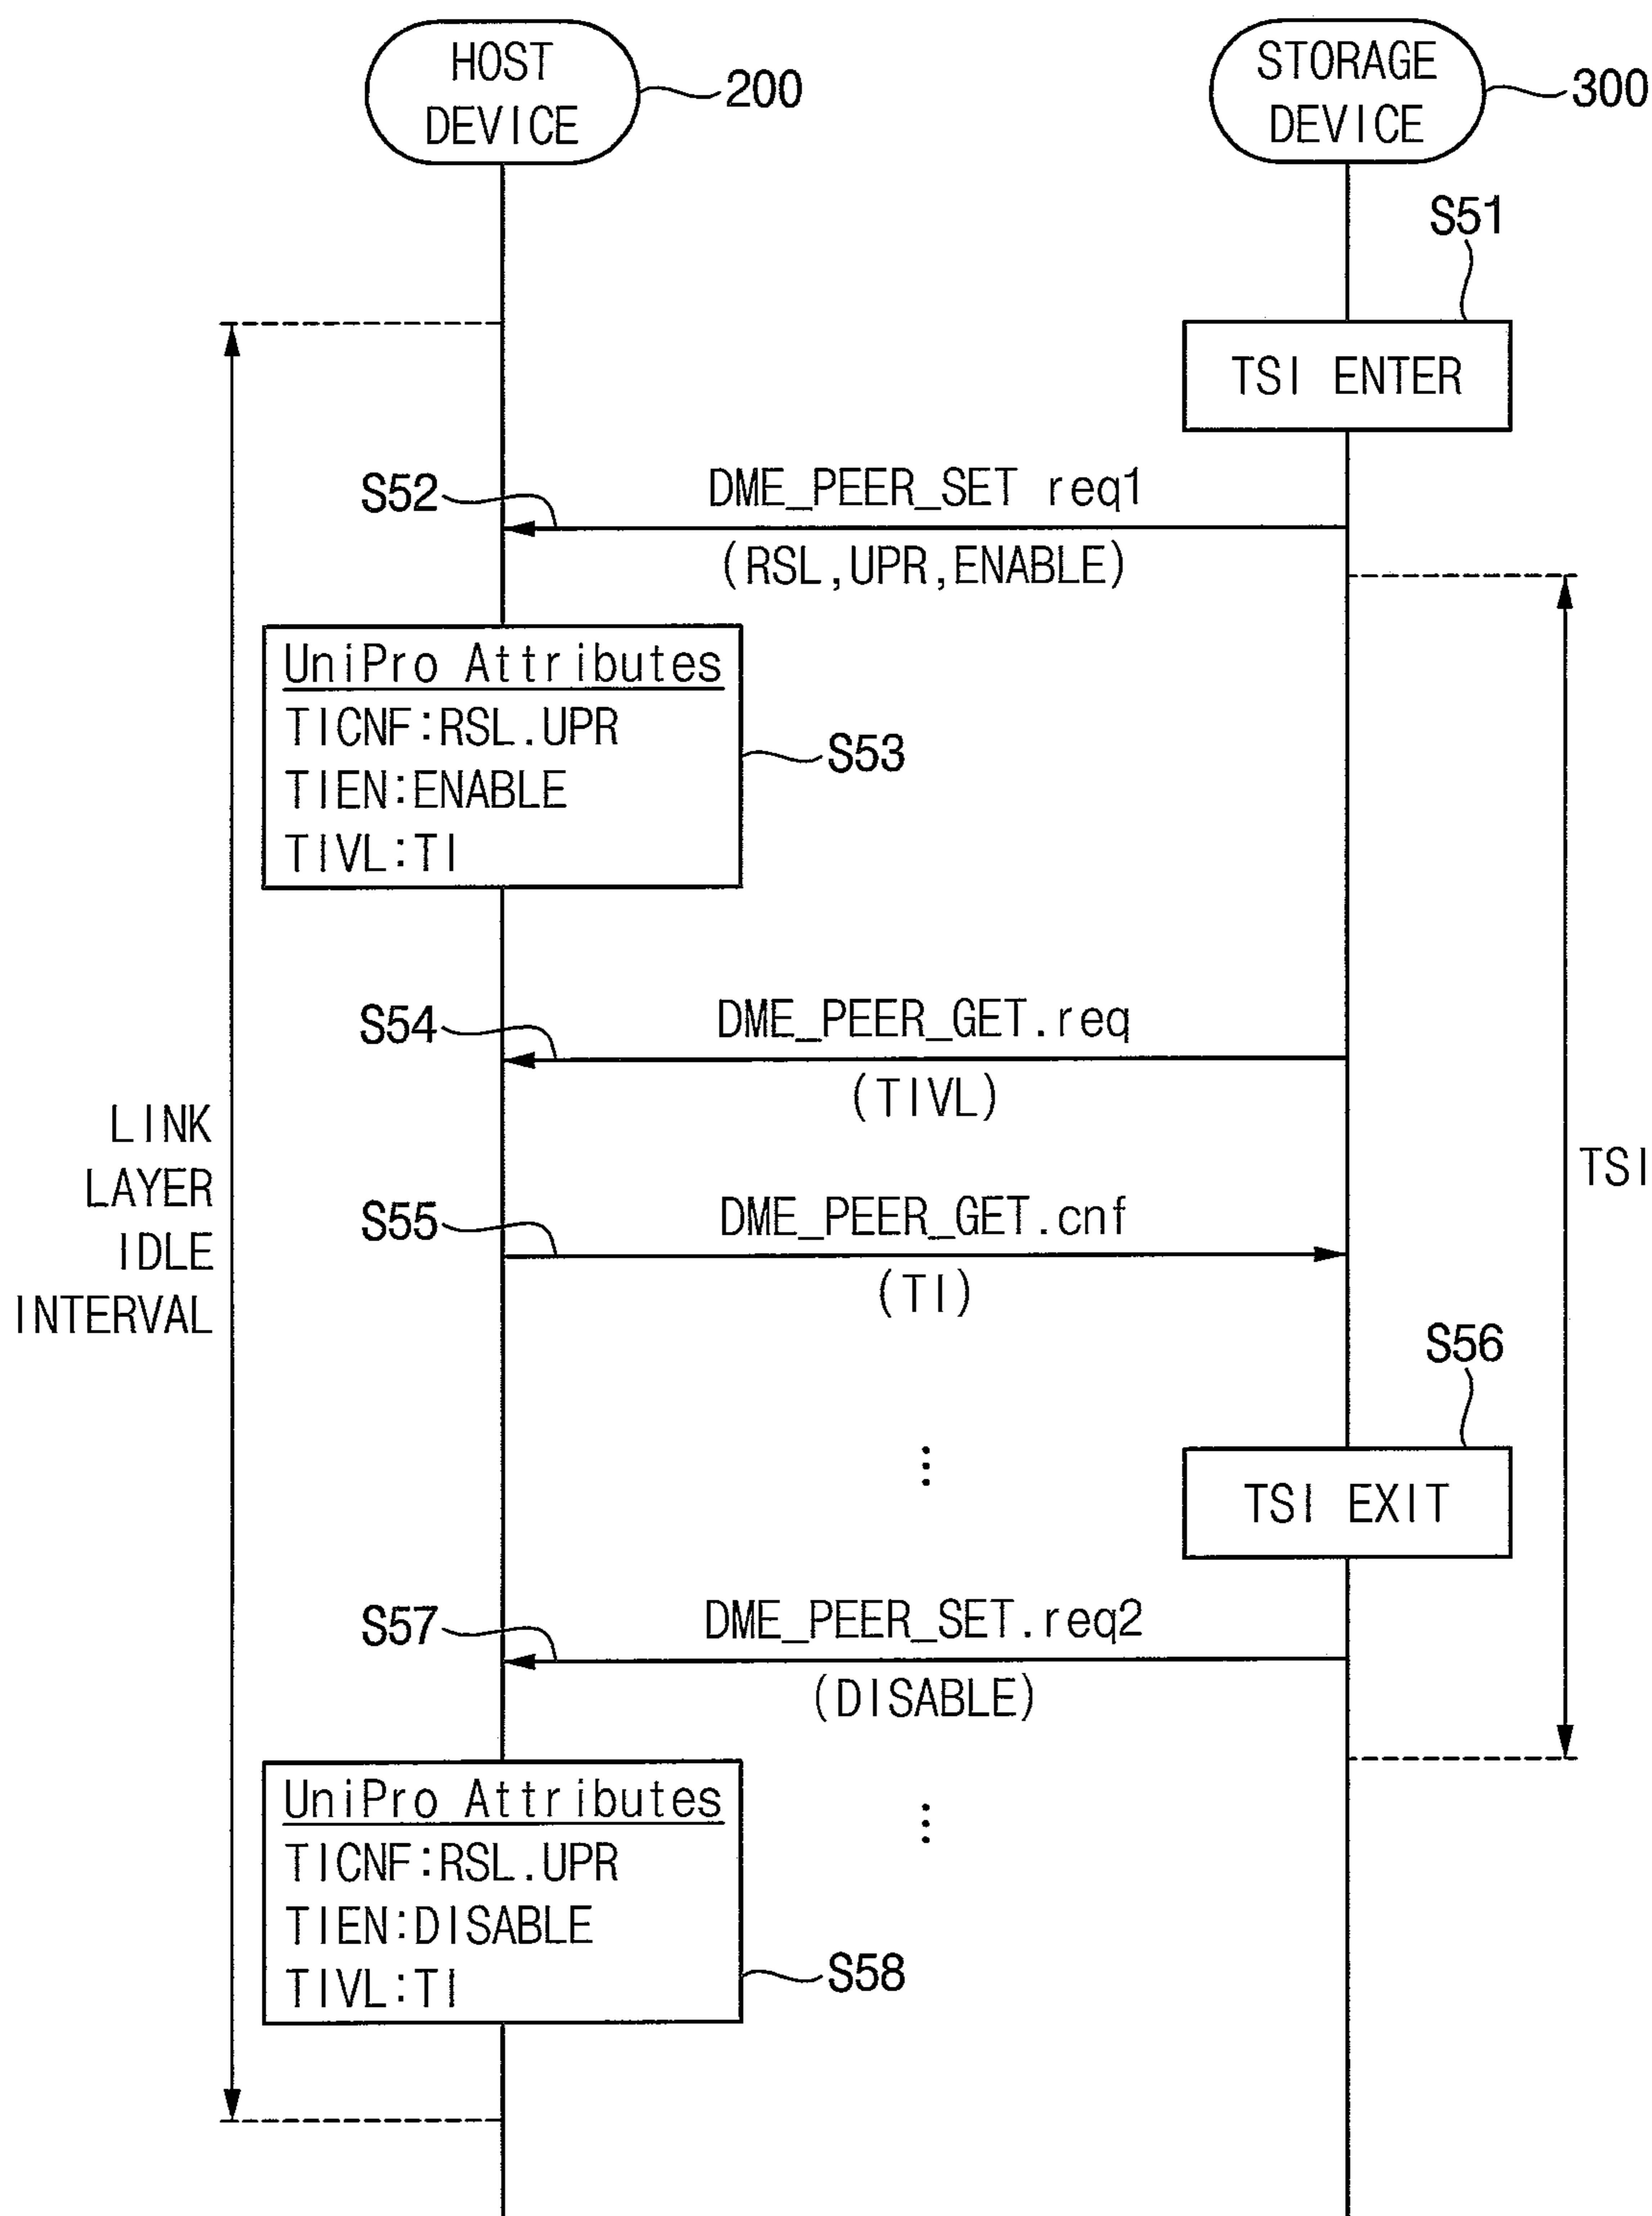 HOST
DEVICE
200
STORAGE
DEVICE
300
S51
TSI ENTER
S52
DME_PEER_SET req1
(RSL,UPR,ENABLE)
UniPro Attributes
TICNF:RSL.UPR
TIEN:ENABLE
TIVL:TI
S53
S54
DME_PEER_GET.req
(TIVL)
LINK
LAYER
IDLE
INTERVAL
TSI
S55
DME_PEER_GET.cnf
(TI)
S56
TSI EXIT
S57
DME_PEER_SET.req2
(DISABLE)
UniPro Attributes
TICNF:RSL.UPR
TIEN:DISABLE
TIVL:TI
S58